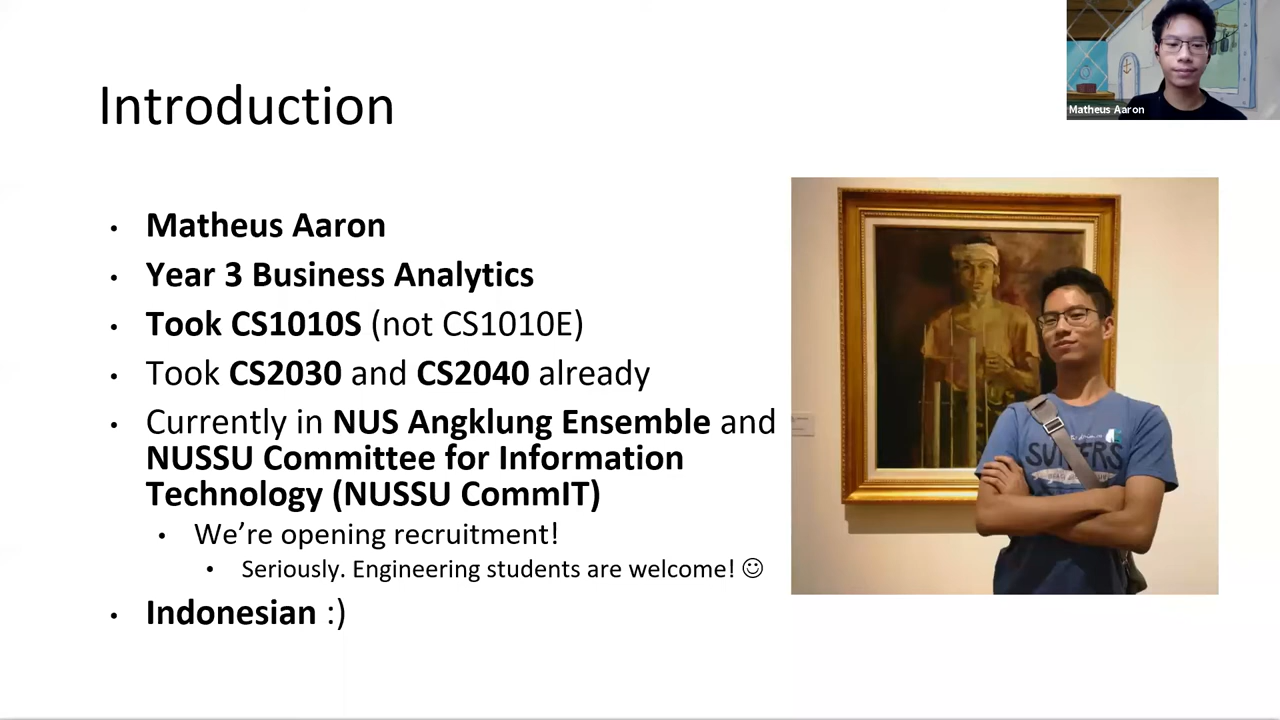 Matheus Aaron
Introduction
• Matheus Aaron
• Year 3 Business Analytics
• Took CS1010S (not CS1010E)
• Took CS2030 and CS2040 already
• Currently in NUS Angklung Ensemble and
NUSSU Committee for Information
Technology (NUSSU CommIT)
• We’re opening recruitment!
• Seriously. Engineering students are welcome! ☺
• Indonesian :)
SURFERS